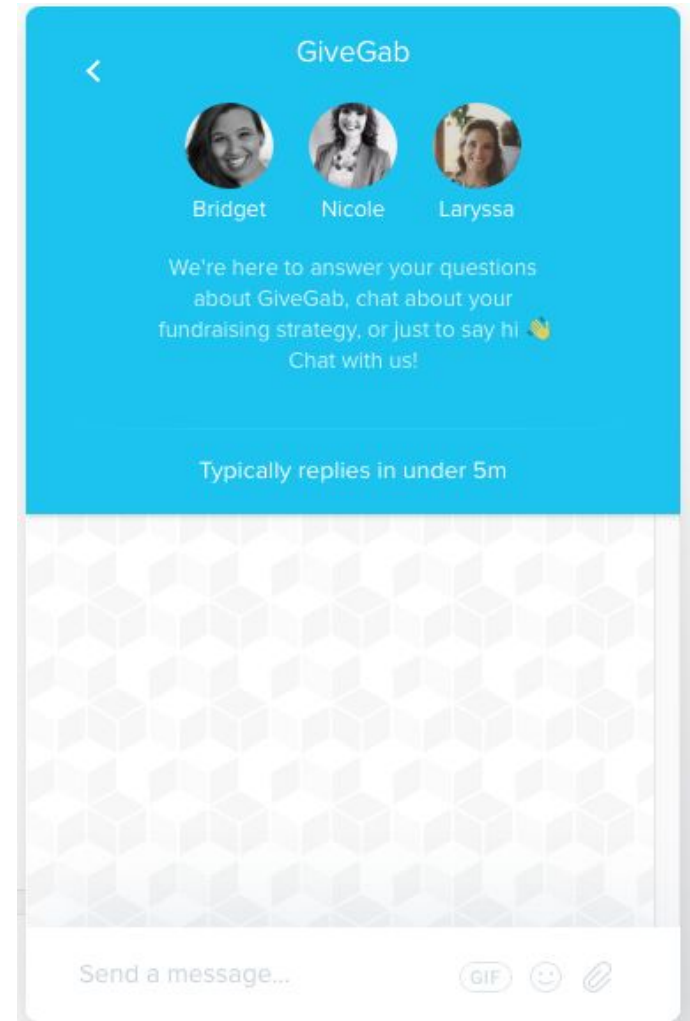 GiveGab
Bridget Nicole Laryssa
We're here to answer your questions
about GiveGab, chat about your
fundraising strategy, or just to say hi 👋
Chat with us!
Typically replies in under 5m
Send a message...
GIF